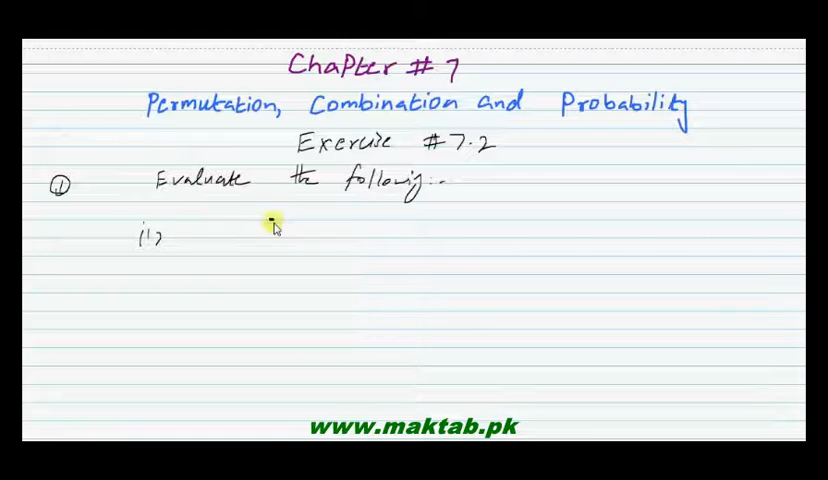 Chapter # 7
Permutation, Combination and Probability
Exercise # 7.2
① Evaluate the following:-
(i)
www.maktab.pk